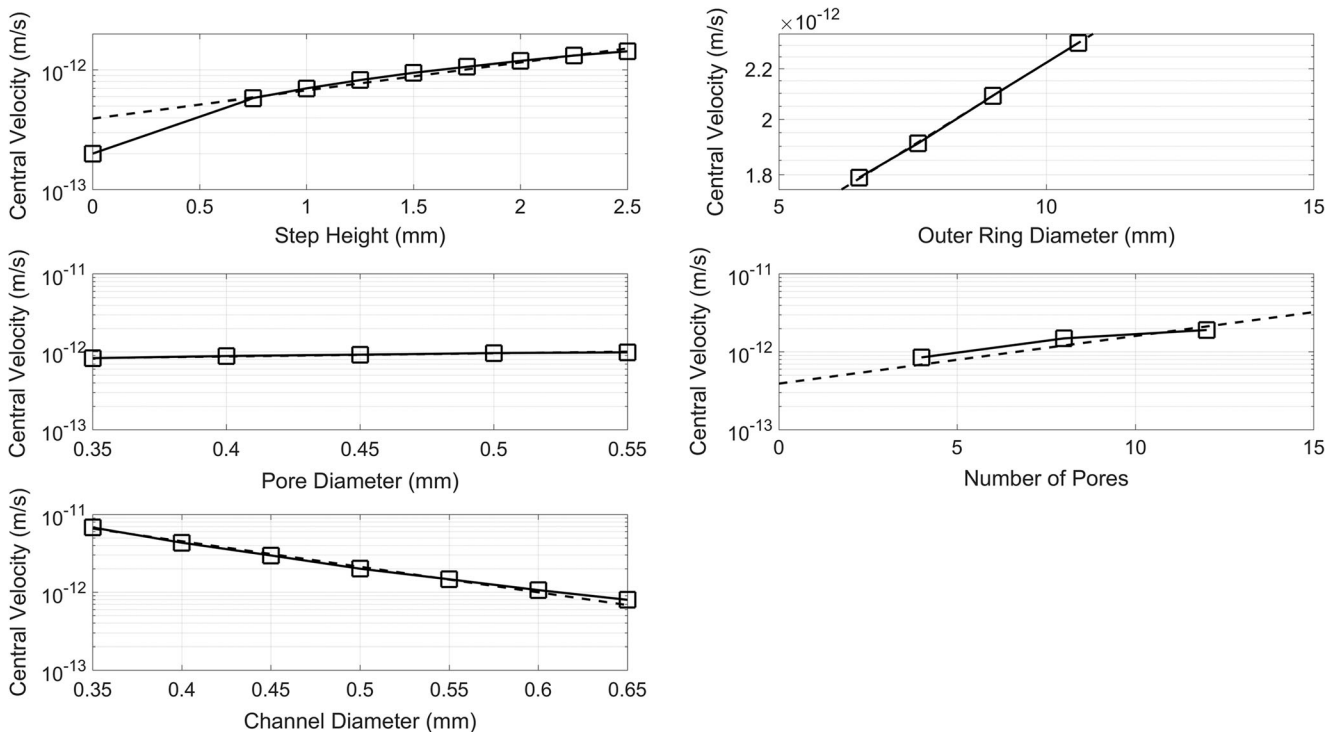 Central Velocity (m/s)
10^-12
10^-13
0 0.5 1 1.5 2 2.5
Step Height (mm)
×10^-12
Central Velocity (m/s)
2.2
2
1.8
5 10 15
Outer Ring Diameter (mm)
Central Velocity (m/s)
10^-11
10^-12
10^-13
0.35 0.4 0.45 0.5 0.55
Pore Diameter (mm)
Central Velocity (m/s)
10^-11
10^-12
10^-13
0 5 10 15
Number of Pores
Central Velocity (m/s)
10^-11
10^-12
10^-13
0.35 0.4 0.45 0.5 0.55 0.6 0.65
Channel Diameter (mm)